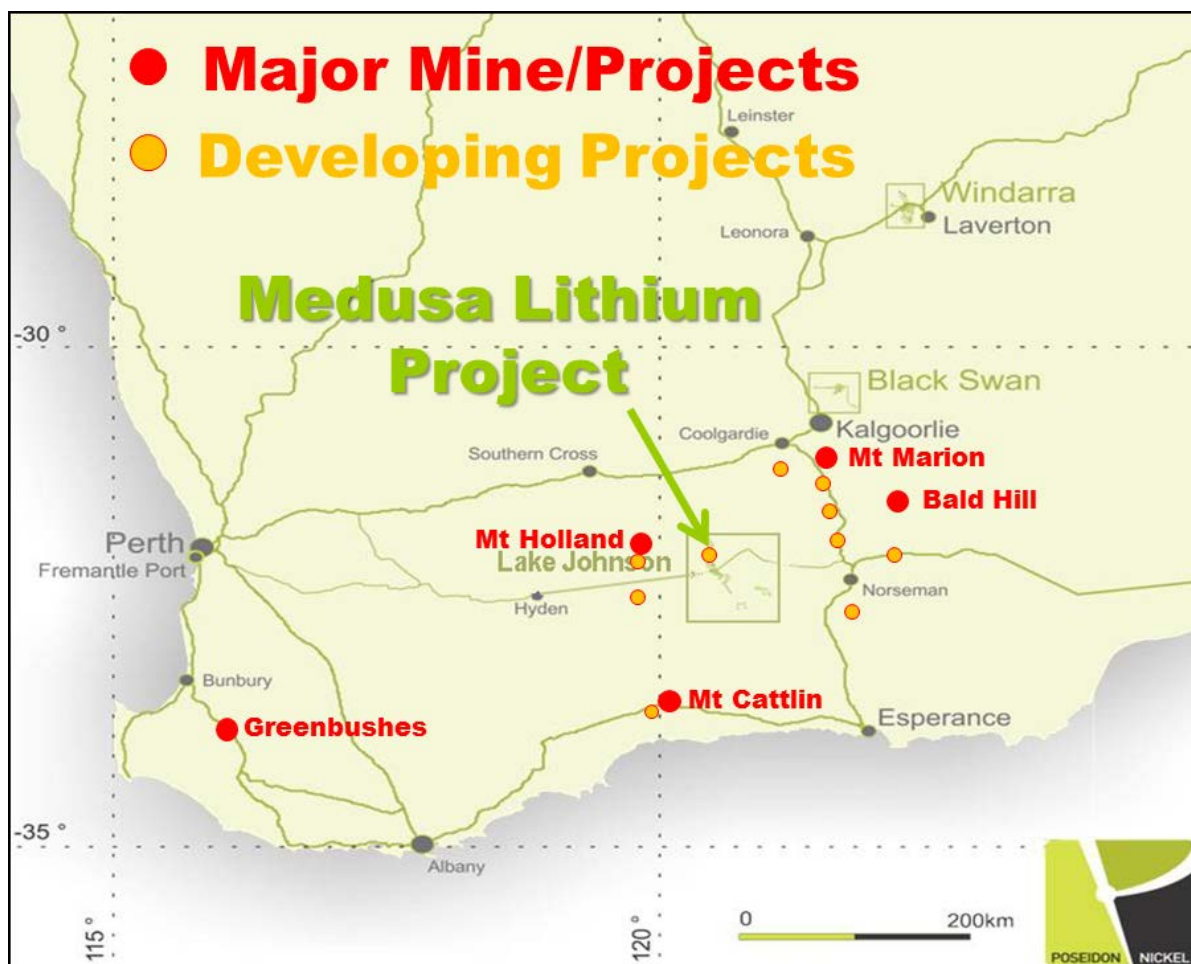 Major Mine/Projects
Developing Projects
Leinster
Windarra
Laverton
Leonora
Medusa Lithium
Project
-30 °
Black Swan
Coolgardie
Kalgoorlie
Southern Cross
Mt Marion
Bald Hill
Mt Holland
Perth
Lake Johnson
Fremantle Port
Hyden
Norseman
Bunbury
Mt Cattlin
Greenbushes
Esperance
-35 °
Albany
0
200km
115 °
120 °
POSEIDON
NICKEL